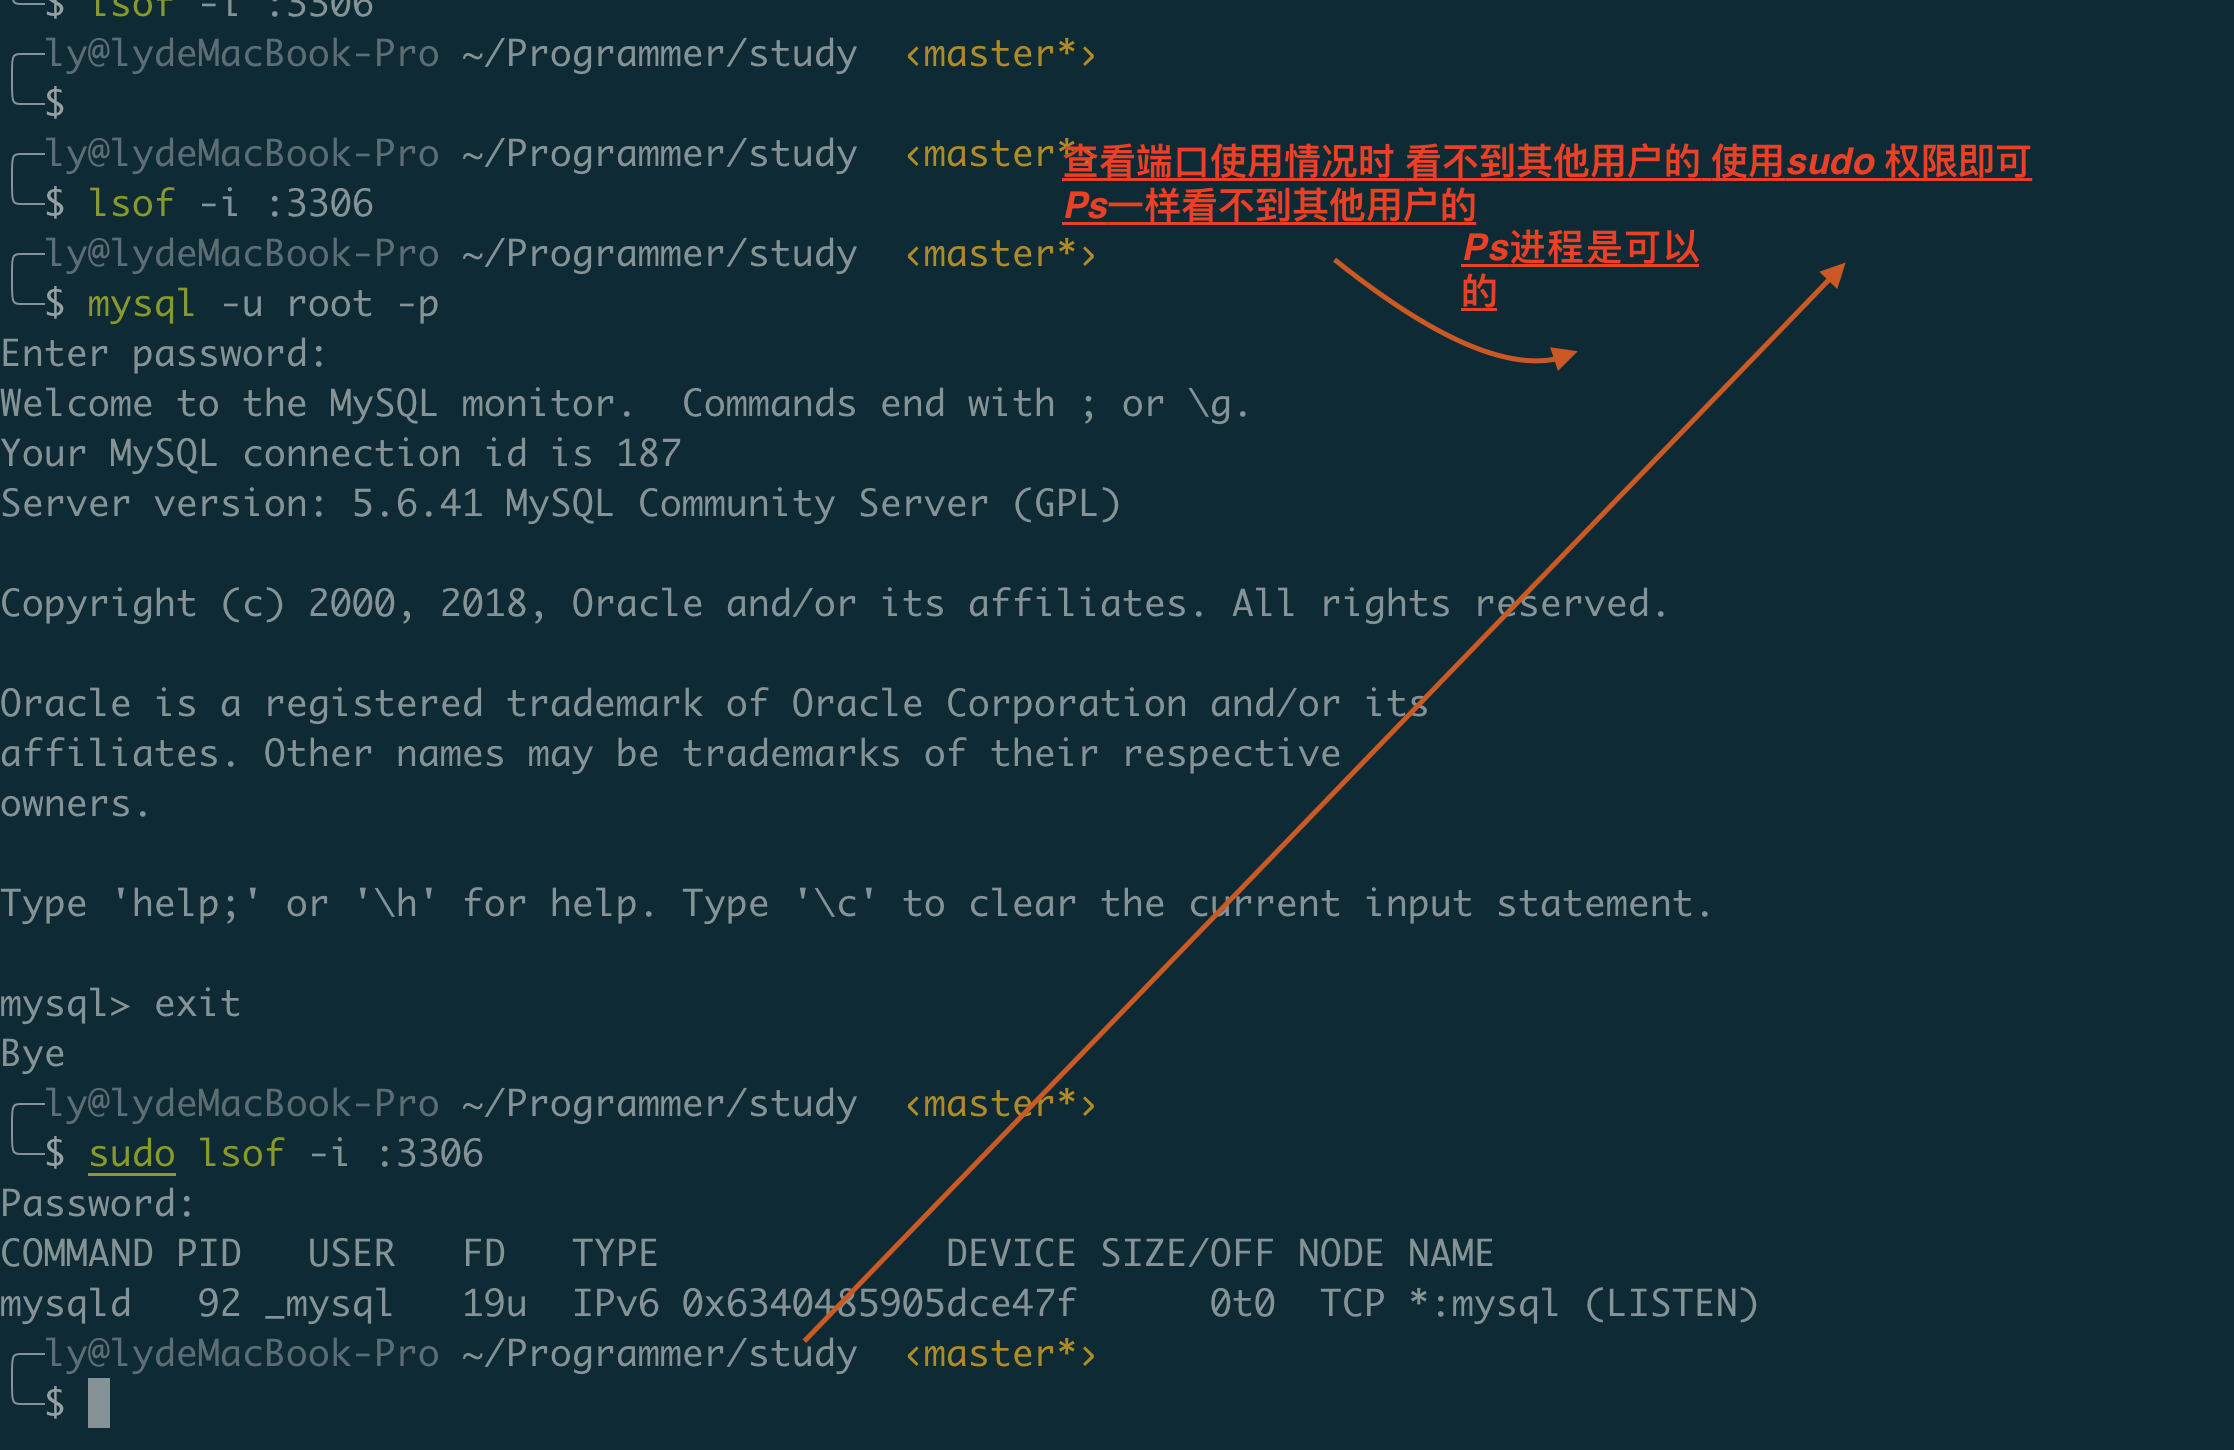 $ lsof -i :3306
ly@lydeMacBook-Pro ~/Programmer/study  ‹master*›
$
ly@lydeMacBook-Pro ~/Programmer/study  ‹master*
查看端口使用情况时 看不到其他用户的 使用sudo 权限即可
$ lsof -i :3306
Ps一样看不到其他用户的
ly@lydeMacBook-Pro ~/Programmer/study  ‹master*›
Ps进程是可以
的
$ mysql -u root -p
Enter password:
Welcome to the MySQL monitor.  Commands end with ; or \g.
Your MySQL connection id is 187
Server version: 5.6.41 MySQL Community Server (GPL)
Copyright (c) 2000, 2018, Oracle and/or its affiliates. All rights reserved.
Oracle is a registered trademark of Oracle Corporation and/or its
affiliates. Other names may be trademarks of their respective
owners.
Type 'help;' or '\h' for help. Type '\c' to clear the current input statement.
mysql> exit
Bye
ly@lydeMacBook-Pro ~/Programmer/study  ‹master*›
$ sudo lsof -i :3306
Password:
COMMAND PID   USER   FD   TYPE             DEVICE SIZE/OFF NODE NAME
mysqld   92 _mysql   19u  IPv6 0x6340485905dce47f      0t0  TCP *:mysql (LISTEN)
ly@lydeMacBook-Pro ~/Programmer/study  ‹master*›
$